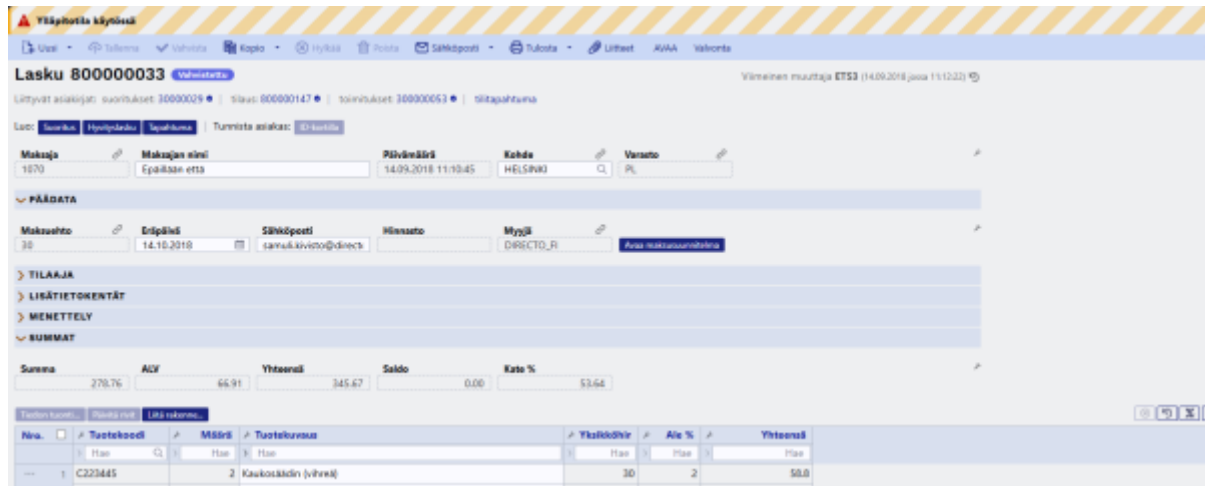 Ylläpitotila käytössä
Uusi Tallenna Vahvista Kopio Hylkää Poista Sähköposti Tulosta Liitteet AVAA Valvonta
Lasku 800000033 Vahvistettu Viimeinen muuttaja ETS3 (14.09.2018 jossa 11:12:22)
Liittyvät asiakirjat: suoritukset: 30000029 | tilaus: 800000147 | toimitukset: 300000053 | tilitapahtuma
Luo: Suoritus Hyvityslasku Tapahtuma | Tunnista asiakas: ID-kortilla
Maksaja Maksajan nimi Päivämäärä Kohde Varasto
1070 Epäillään että 14.09.2018 11:10:45 HELSINKI PL
PÄÄDATA
Maksuehto Eräpäivä Sähköposti Hinnasto Myyjä
30 14.10.2018 samuli.kivisto@direct DIRECTO_FI Avaa maksusuunnitelma
TILAAJA
LISÄTIETOKENTÄT
MENETTELY
SUMMAT
Summa ALV Yhteensä Saldo Kate %
278.76 66.91 345.67 0.00 53.64
Tiedon tuonti... Päivitä rivit Liitä rakenne...
Nro. Tuotekoodi Määrä Tuotekuvaus Yksikköhin Ale % Yhteensä
Hae Hae Hae Hae Hae Hae
1 C223445 2 Kaukosäädin (vihreä) 30 2 58.8